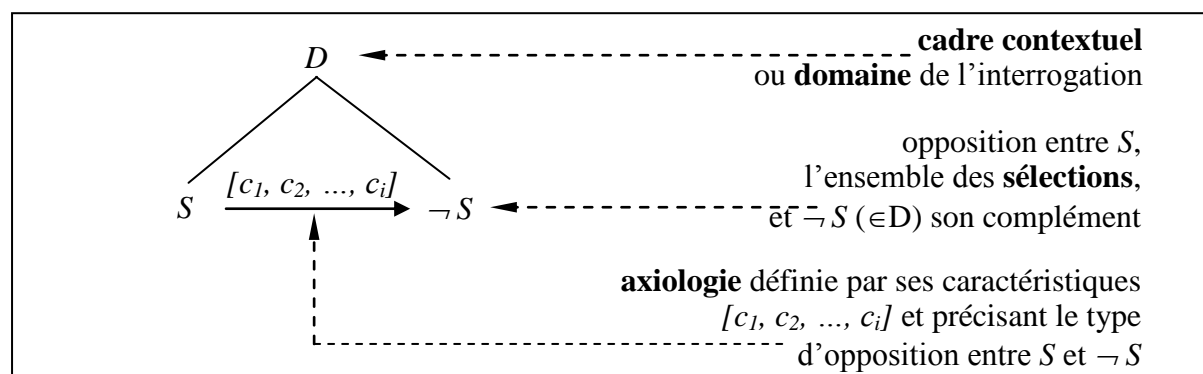 D
cadre contextuel
ou domaine de l’interrogation
opposition entre S,
l’ensemble des sélections,
et ¬ S (∈D) son complément
[c1, c2, ..., ci]
S
¬ S
axiologie définie par ses caractéristiques
[c1, c2, ..., ci] et précisant le type
d’opposition entre S et ¬ S